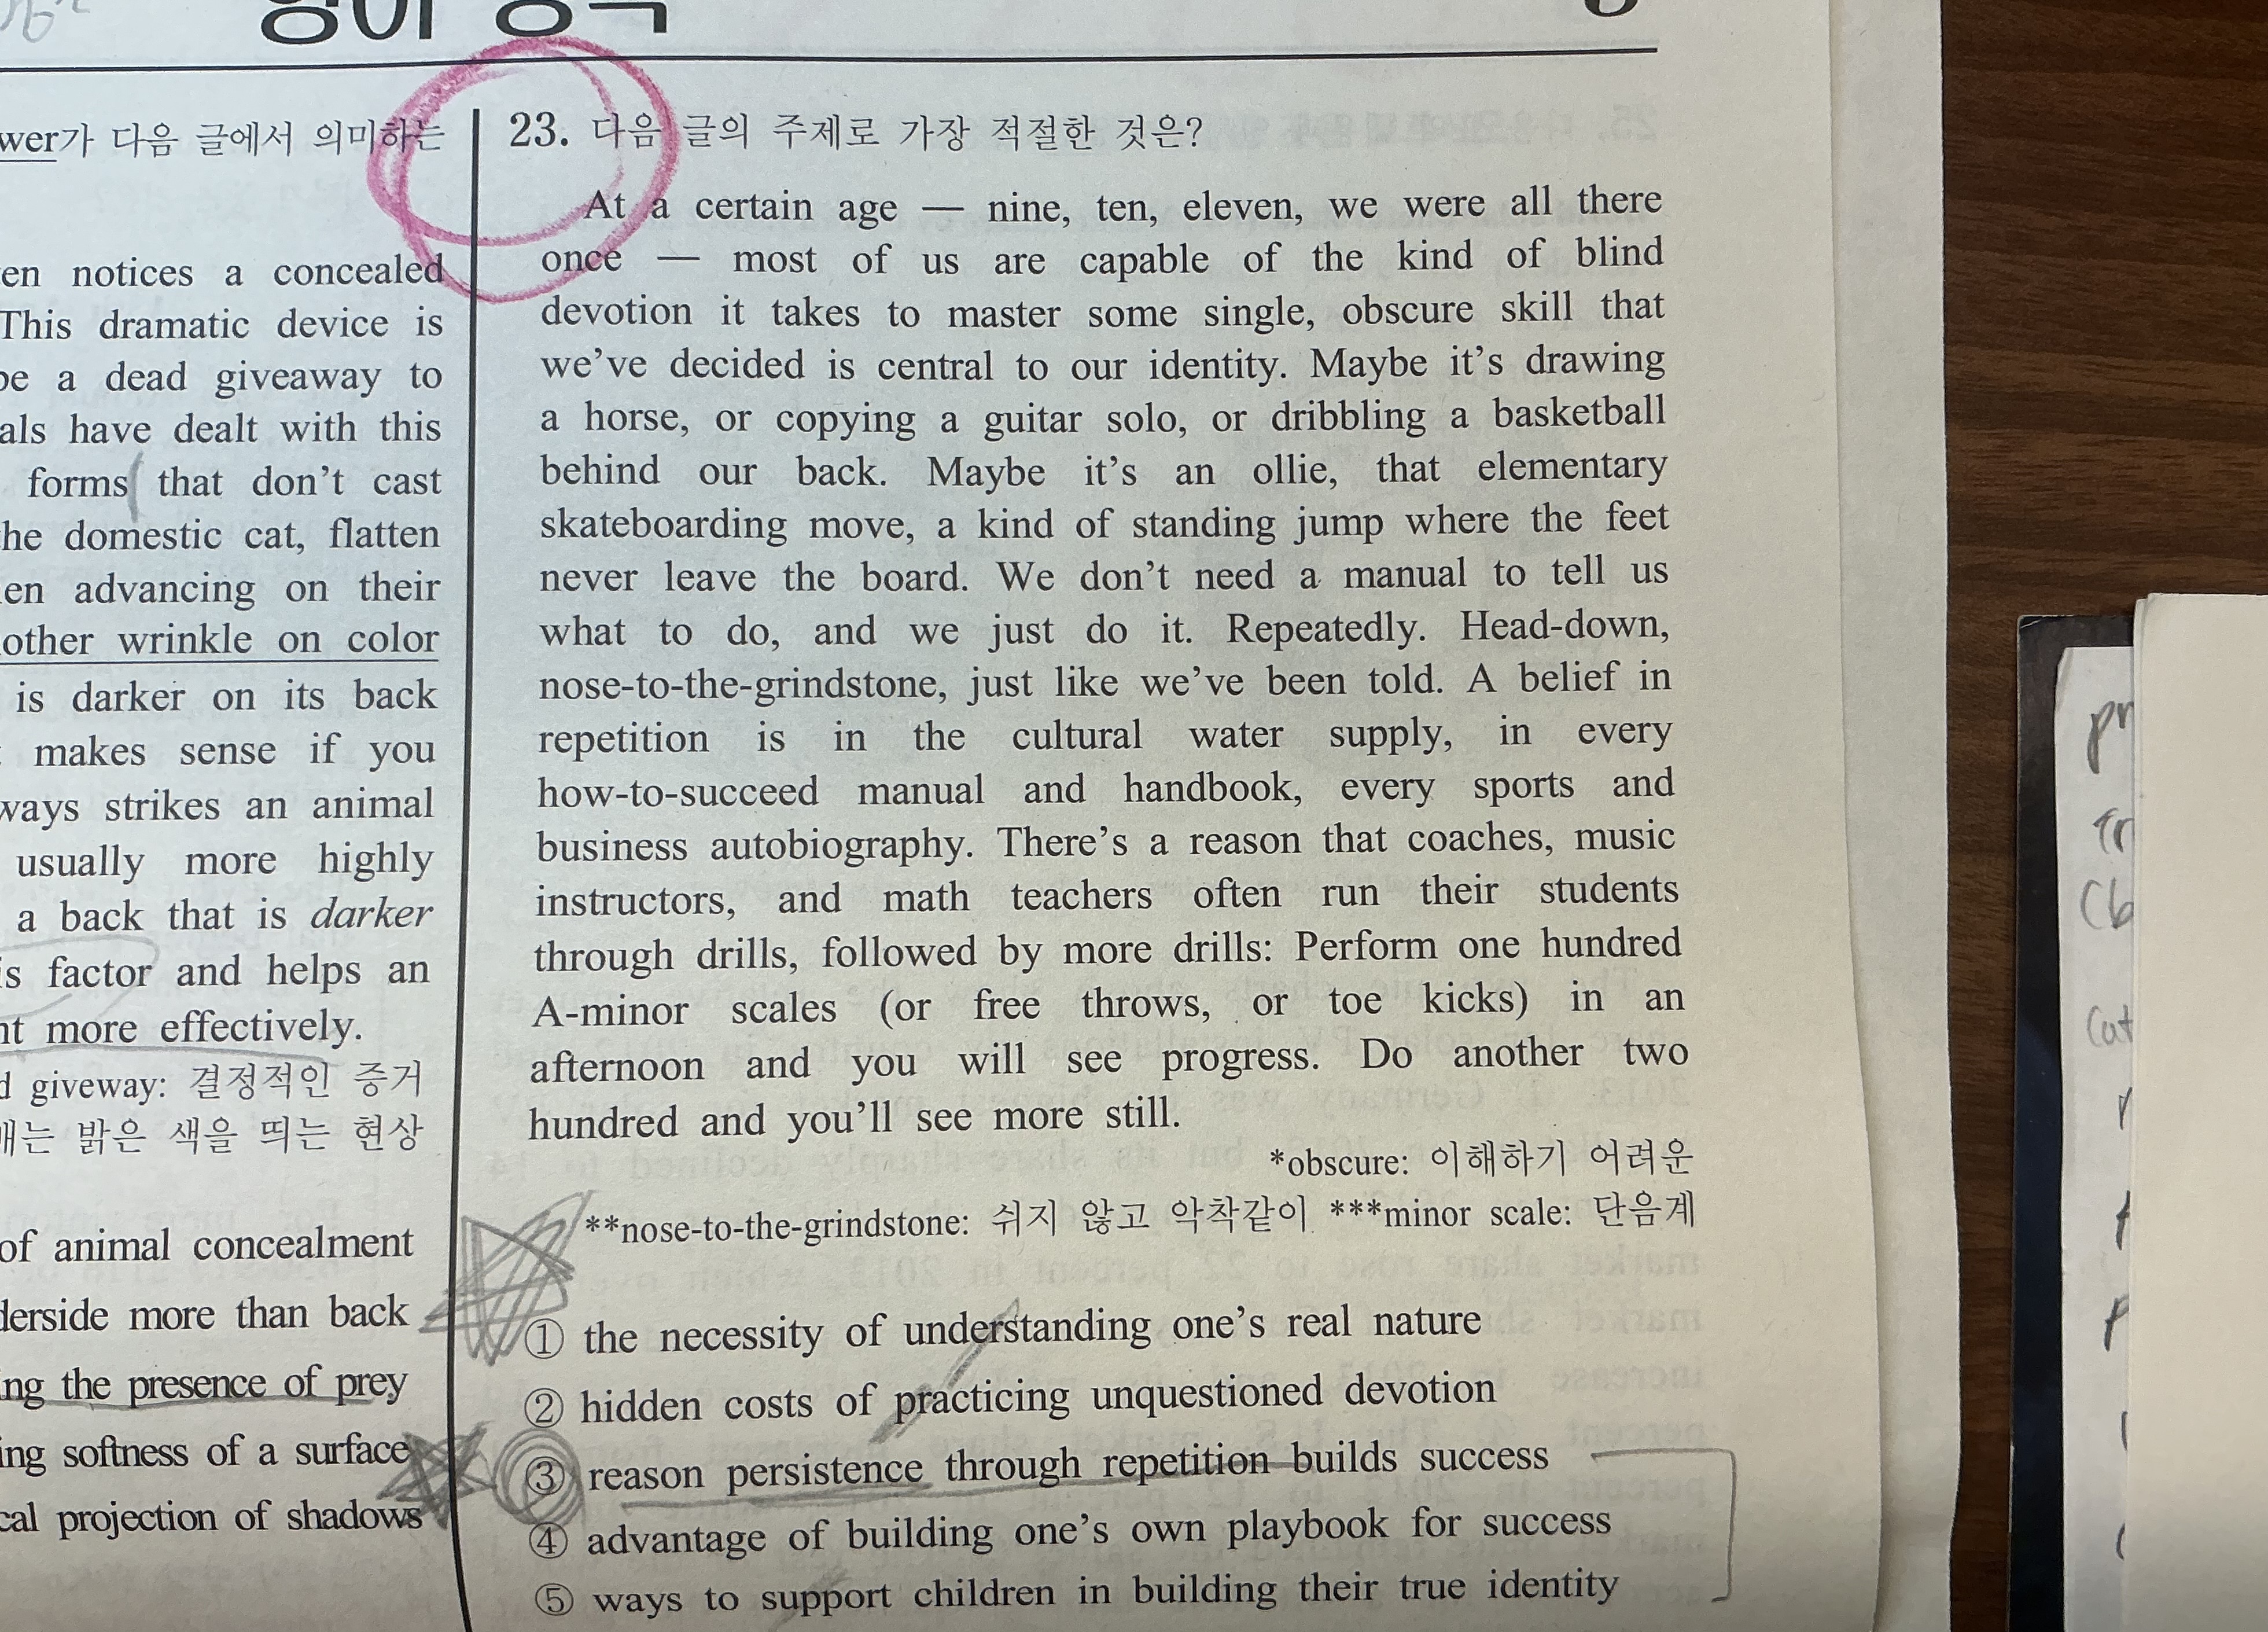 wer가 다음 글에서 의미하는
en notices a concealed
This dramatic device is
be a dead giveaway to
als have dealt with this
forms that don't cast
he domestic cat, flatten
en advancing on their
other wrinkle on color
is darker on its back
makes sense if you
ways strikes an animal
usually more highly
a back that is darker
is factor and helps an
nt more effectively.
d giveway: 결정적인 증거
배는 밝은 색을 띄는 현상
of animal concealment
derside more than back
ng the presence of prey
ing softness of a surface
cal projection of shadows
23. 다음 글의 주제로 가장 적절한 것은?
At a certain age — nine, ten, eleven, we were all there
once — most of us are capable of the kind of blind
devotion it takes to master some single, obscure skill that
we've decided is central to our identity. Maybe it's drawing
a horse, or copying a guitar solo, or dribbling a basketball
behind our back. Maybe it's an ollie, that elementary
skateboarding move, a kind of standing jump where the feet
never leave the board. We don't need a manual to tell us
what to do, and we just do it. Repeatedly. Head-down,
nose-to-the-grindstone, just like we've been told. A belief in
repetition is in the cultural water supply, in every
how-to-succeed manual and handbook, every sports and
business autobiography. There's a reason that coaches, music
instructors, and math teachers often run their students
through drills, followed by more drills: Perform one hundred
A-minor scales (or free throws, or toe kicks) in an
afternoon and you will see progress. Do another two
hundred and you'll see more still.
*obscure: 이해하기 어려운
**nose-to-the-grindstone: 쉬지 않고 악착같이 ***minor scale: 단음계
① the necessity of understanding one's real nature
② hidden costs of practicing unquestioned devotion
③ reason persistence through repetition builds success
④ advantage of building one's own playbook for success
⑤ ways to support children in building their true identity